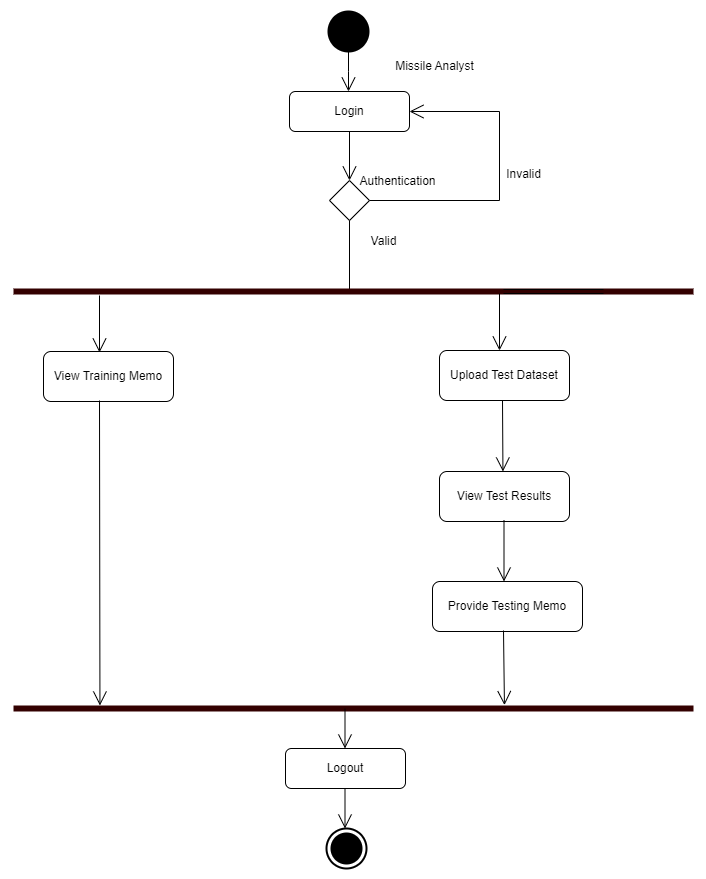 Missile Analyst
Login
Authentication
Invalid
Valid
View Training Memo
Upload Test Dataset
View Test Results
Provide Testing Memo
Logout